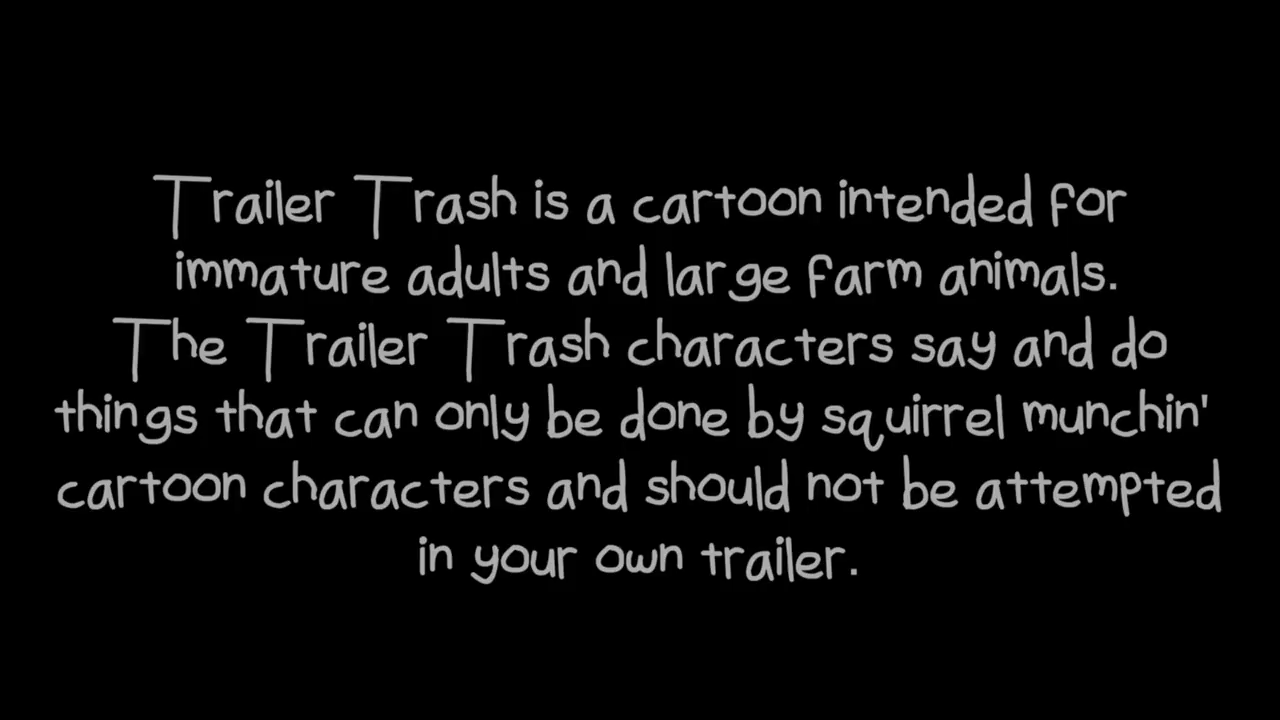 Trailer Trash is a cartoon intended for
immature adults and large farm animals.
The Trailer Trash characters say and do
things that can only be done by squirrel munchin'
cartoon characters and should not be attempted
in your own trailer.